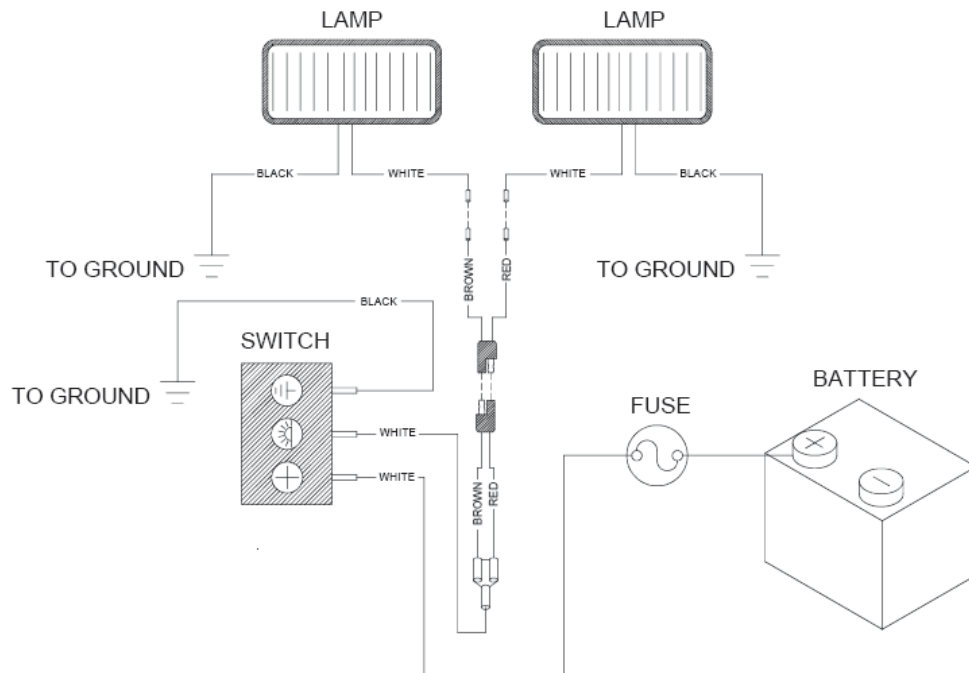 LAMP
LAMP
BLACK
WHITE
WHITE
BLACK
TO GROUND
BROWN
RED
TO GROUND
BLACK
SWITCH
TO GROUND
WHITE
WHITE
BROWN
RED
FUSE
BATTERY